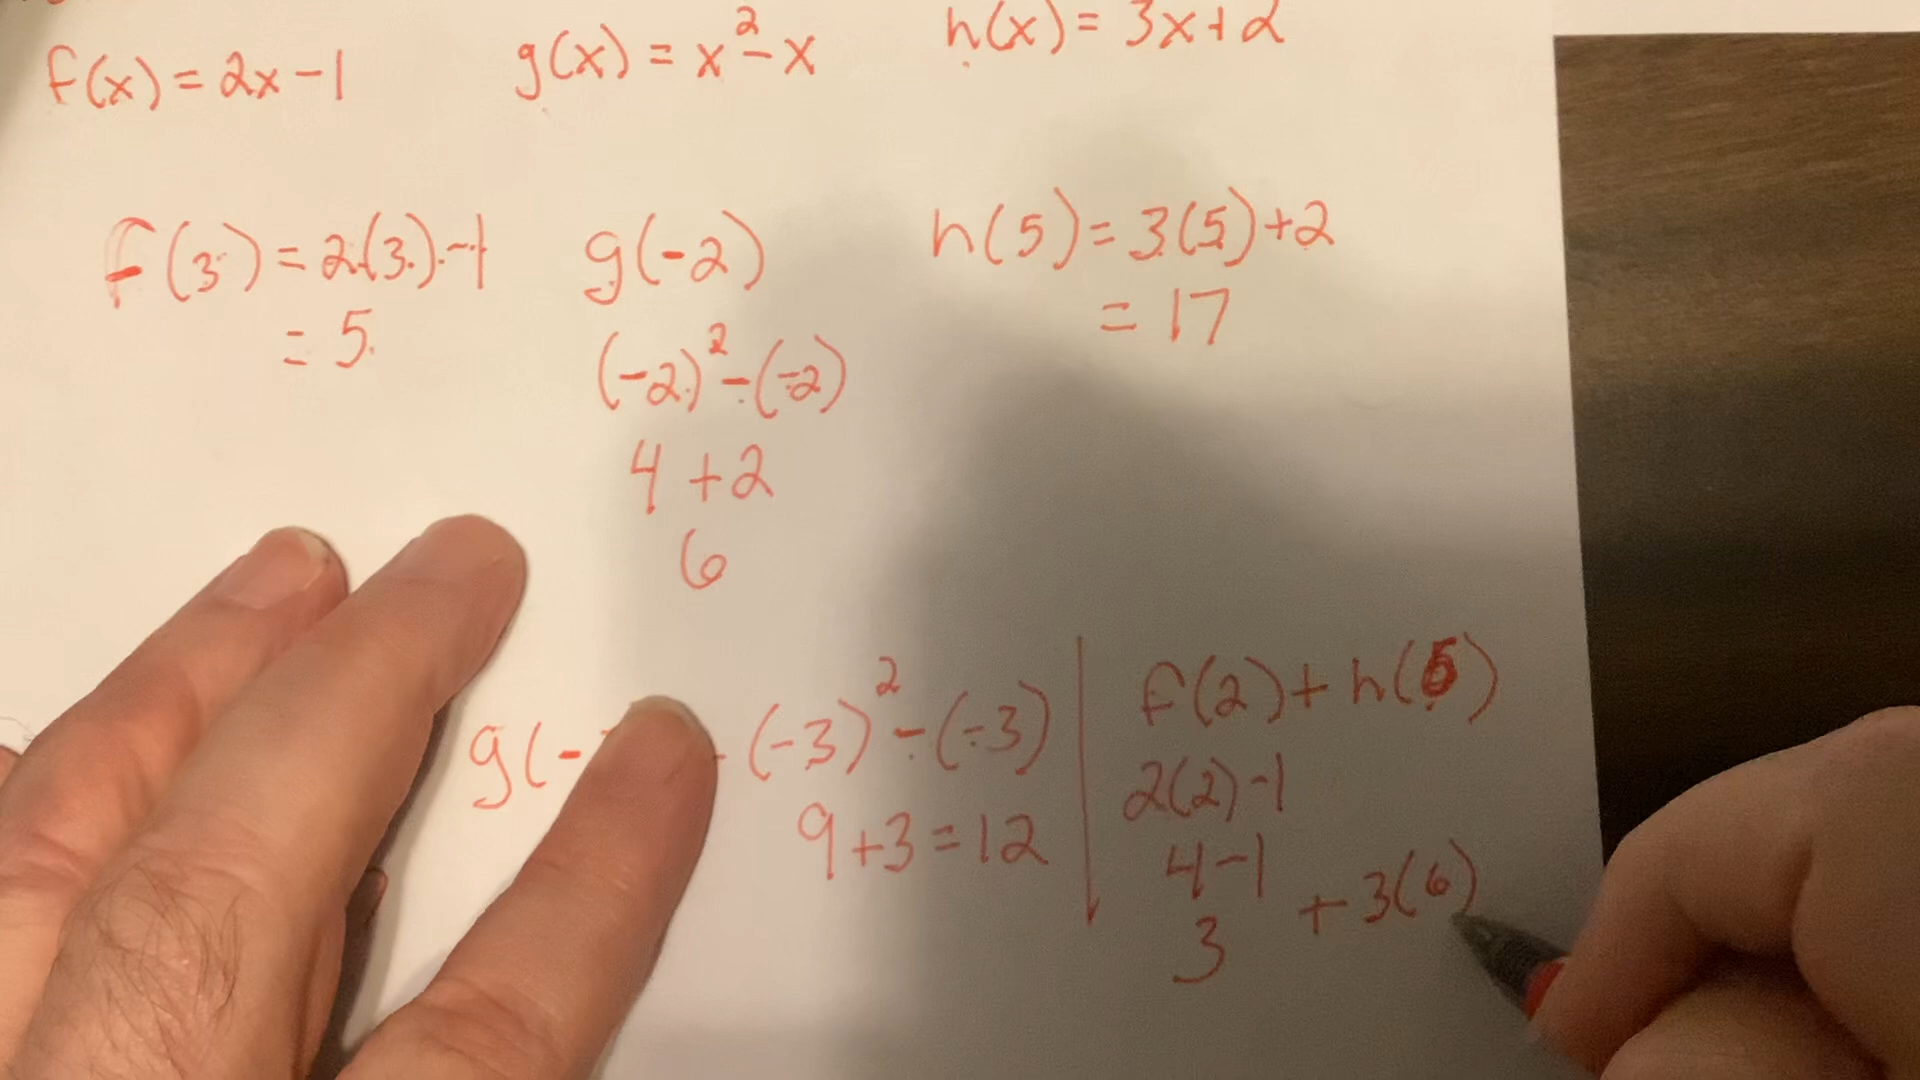 f(x) = 2x - 1
g(x) = x² - x
h(x) = 3x + 2
f(3) = 2(3) - 1
= 5
g(-2)
(-2)² - (-2)
4 + 2
6
h(5) = 3(5) + 2
= 17
g(- (-3)² - (-3)
9 + 3 = 12
f(2) + h(6)
2(2) - 1
4 - 1
3 + 3(6)